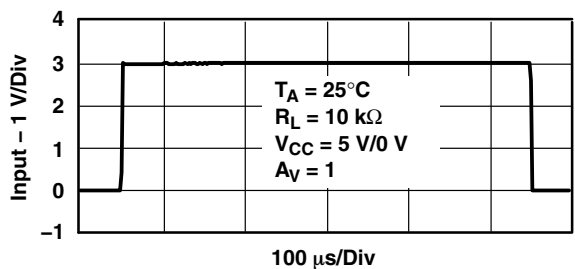 4
3
2
1
0
−1
Input − 1 V/Div
T_A = 25°C
R_L = 10 kΩ
V_CC = 5 V/0 V
A_V = 1
100 μs/Div